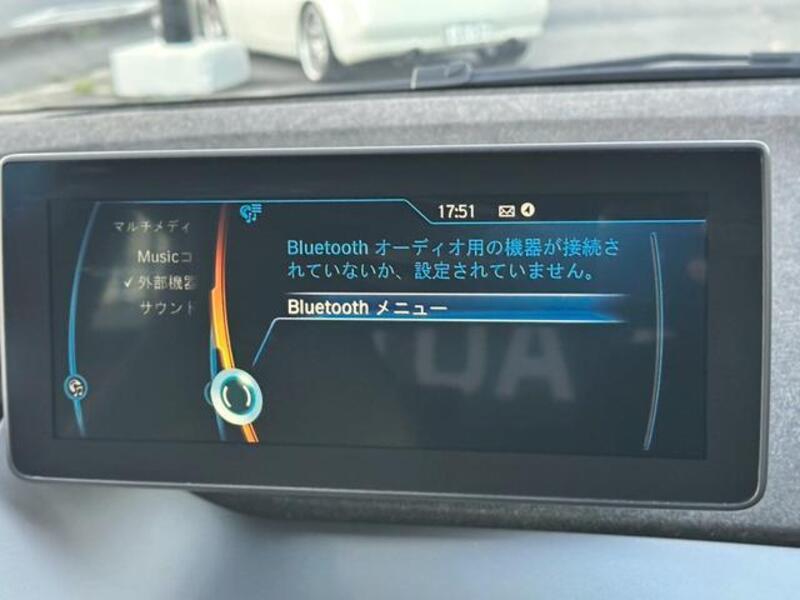 17:51
マルチメディ
Musicコ
外部機器
サウント
Bluetooth オーディオ用の機器が接続さ
れていないか、設定されていません。
Bluetooth メニュー